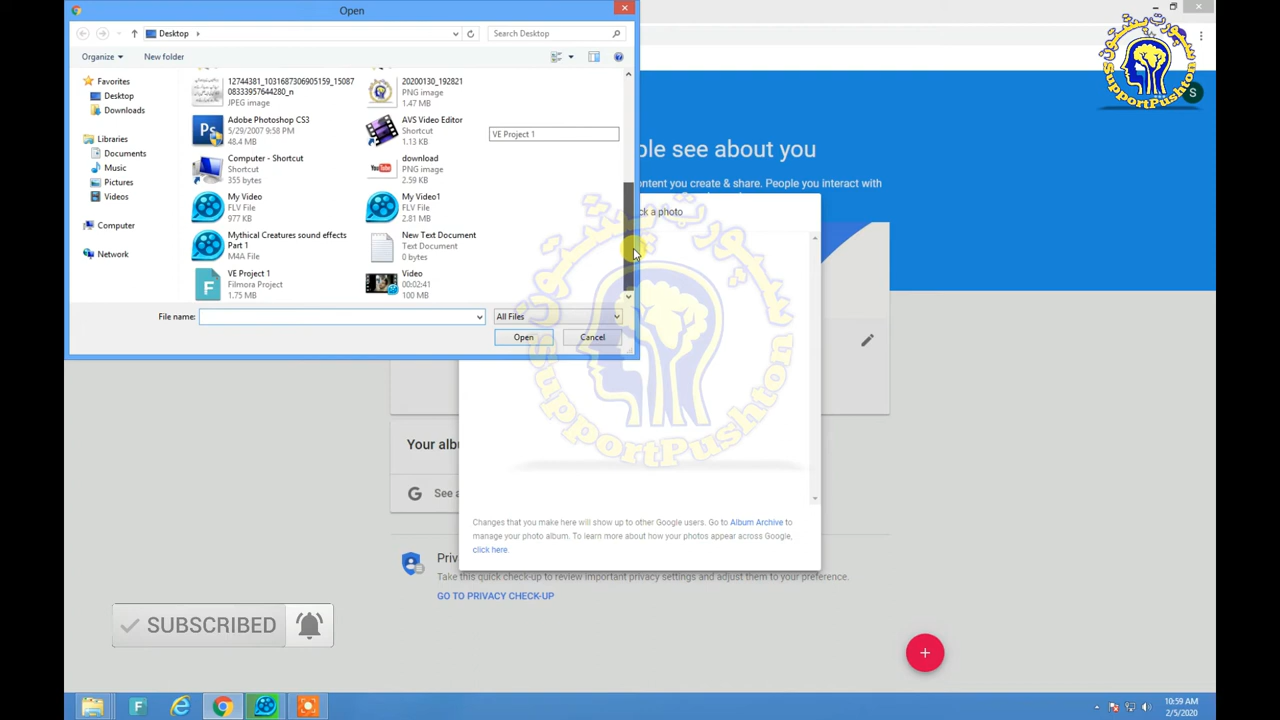 Open
Desktop
Search Desktop
Organize
New folder
Favorites
Desktop
Downloads
Libraries
Documents
Music
Pictures
Videos
Computer
Network
12744381_1031687306905159_15087
08333957644280_n
JPEG image
20200130_192821
PNG image
1.47 MB
Adobe Photoshop CS3
5/29/2007 9:58 PM
48.4 MB
AVS Video Editor
Shortcut
1.13 KB
VE Project 1
Computer - Shortcut
Shortcut
355 bytes
download
PNG image
2.59 KB
My Video
FLV File
977 KB
My Video1
FLV File
2.81 MB
Mythical Creatures sound effects
Part 1
M4A File
New Text Document
Text Document
0 bytes
VE Project 1
Filmora Project
1.75 MB
Video
00:02:41
100 MB
File name:
All Files
Open
Cancel
ple see about you
ontent you create & share. People you interact with
ck a photo
Your albu
See a
Changes that you make here will show up to other Google users. Go to Album Archive to
manage your photo album. To learn more about how your photos appear across Google,
click here.
Priv
Take this quick check-up to review important privacy settings and adjust them to your preference.
GO TO PRIVACY CHECK-UP
SUBSCRIBED
سپورت پښتون
SupportPushton
S
سپورت پښتون
SupportPushton
10:59 AM
2/5/2020